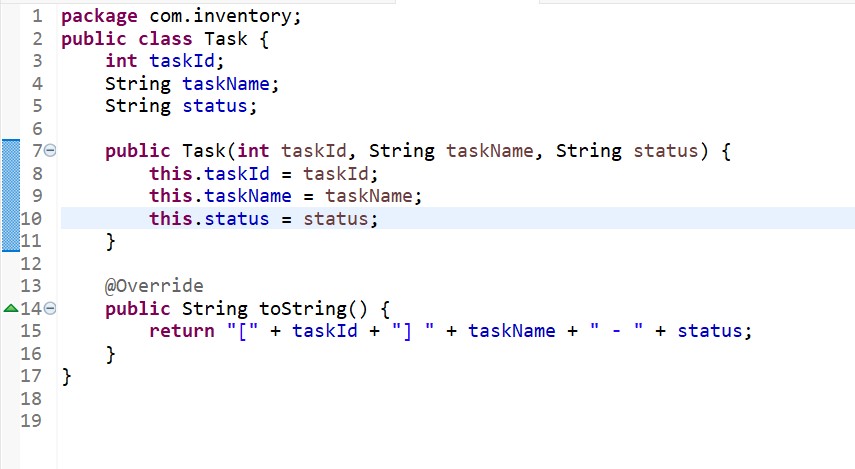 1 package com.inventory;
2 public class Task {
3     int taskId;
4     String taskName;
5     String status;
6
7     public Task(int taskId, String taskName, String status) {
8         this.taskId = taskId;
9         this.taskName = taskName;
10         this.status = status;
11     }
12
13     @Override
14     public String toString() {
15         return "[" + taskId + "] " + taskName + " - " + status;
16     }
17 }
18
19